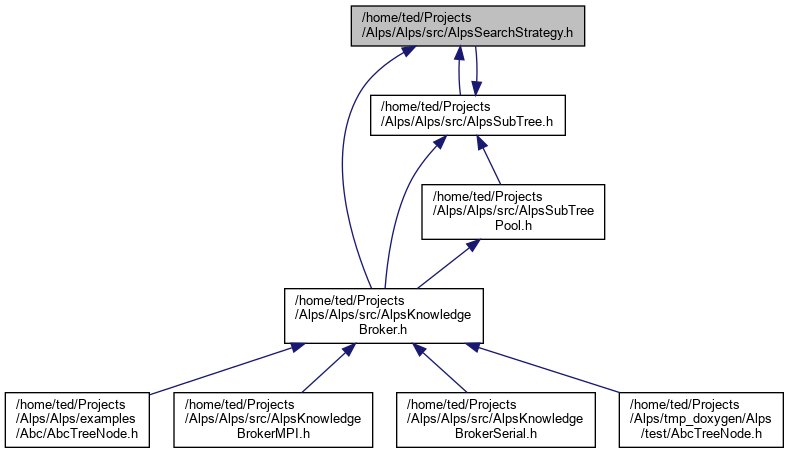 /home/ted/Projects
/Alps/Alps/src/AlpsSearchStrategy.h
/home/ted/Projects
/Alps/Alps/src/AlpsSubTree.h
/home/ted/Projects
/Alps/Alps/src/AlpsSubTree
Pool.h
/home/ted/Projects
/Alps/Alps/src/AlpsKnowledge
Broker.h
/home/ted/Projects
/Alps/Alps/examples
/Abc/AbcTreeNode.h
/home/ted/Projects
/Alps/Alps/src/AlpsKnowledge
BrokerMPI.h
/home/ted/Projects
/Alps/Alps/src/AlpsKnowledge
BrokerSerial.h
/home/ted/Projects
/Alps/tmp_doxygen/Alps
/test/AbcTreeNode.h